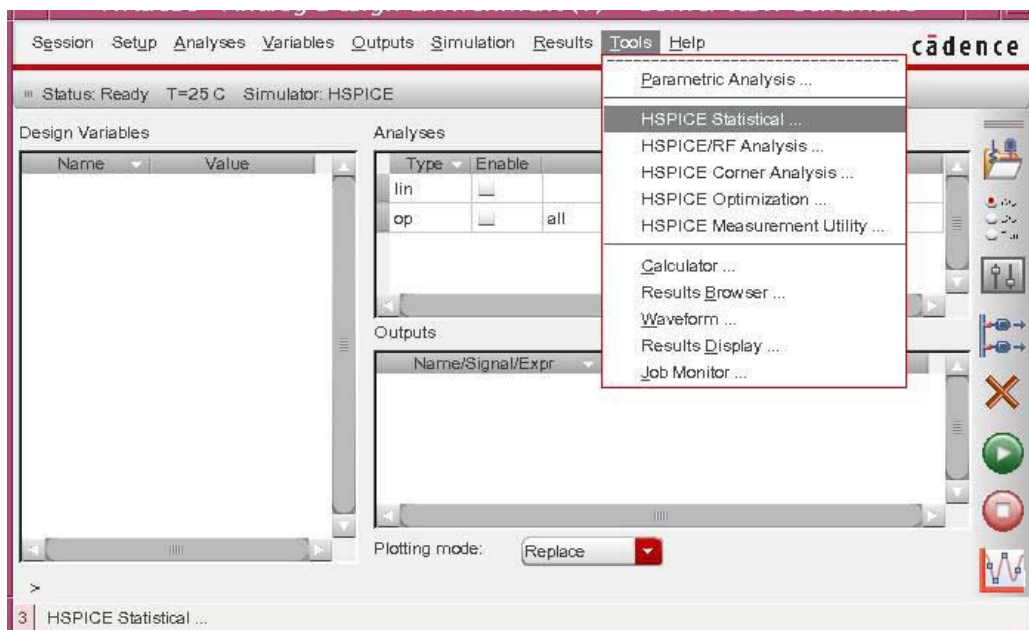 Session Setup Analyses Variables Outputs Simulation Results Tools Help
cādence
Status: Ready T=25 C Simulator: HSPICE
Parametric Analysis ...
HSPICE Statistical ...
HSPICE/RF Analysis ...
HSPICE Corner Analysis ...
HSPICE Optimization ...
HSPICE Measurement Utility ...
Calculator ...
Results Browser ...
Waveform ...
Results Display ...
Job Monitor ...
Design Variables
Name Value
Analyses
Type Enable
lin
op all
Outputs
Name/Signal/Expr
Plotting mode: Replace
>
3 HSPICE Statistical ...